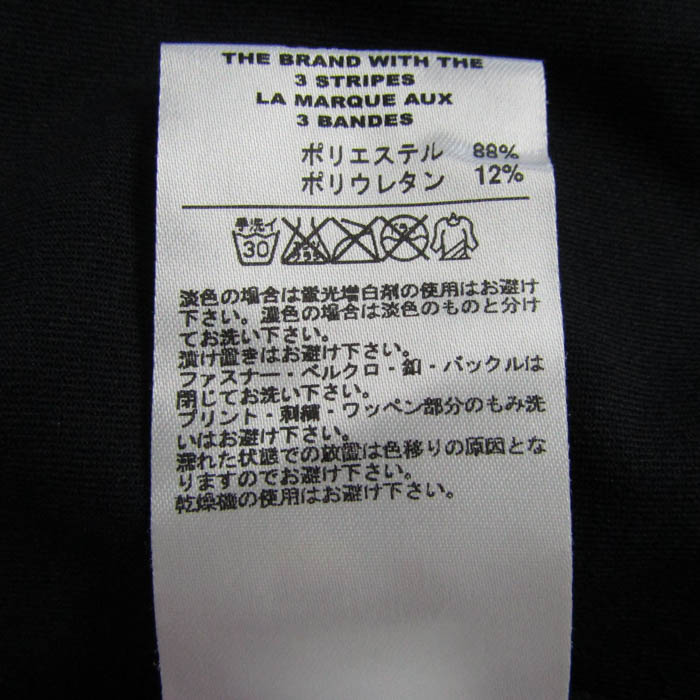 THE BRAND WITH THE
3 STRIPES
LA MARQUE AUX
3 BANDES
ポリエステル 88%
ポリウレタン 12%
手洗イ
30
エンソ
サラシ
ドライ
淡色の場合は蛍光増白剤の使用はお避け
下さい。濃色の場合は淡色のものと分け
てお洗い下さい。
漬け置きはお避け下さい。
ファスナー・ベルクロ・釦・バックルは
閉じてお洗い下さい。
プリント・刺繍・ワッペン部分のもみ洗
いはお避け下さい。
濡れた状態での放置は色移りの原因とな
りますのでお避け下さい。
乾燥機の使用はお避け下さい。